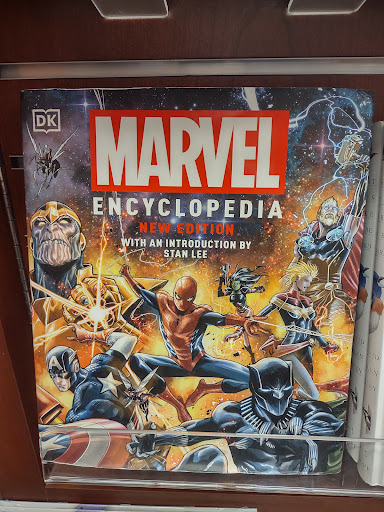 DK
MARVEL
ENCYCLOPEDIA
NEW EDITION
WITH AN INTRODUCTION BY
STAN LEE